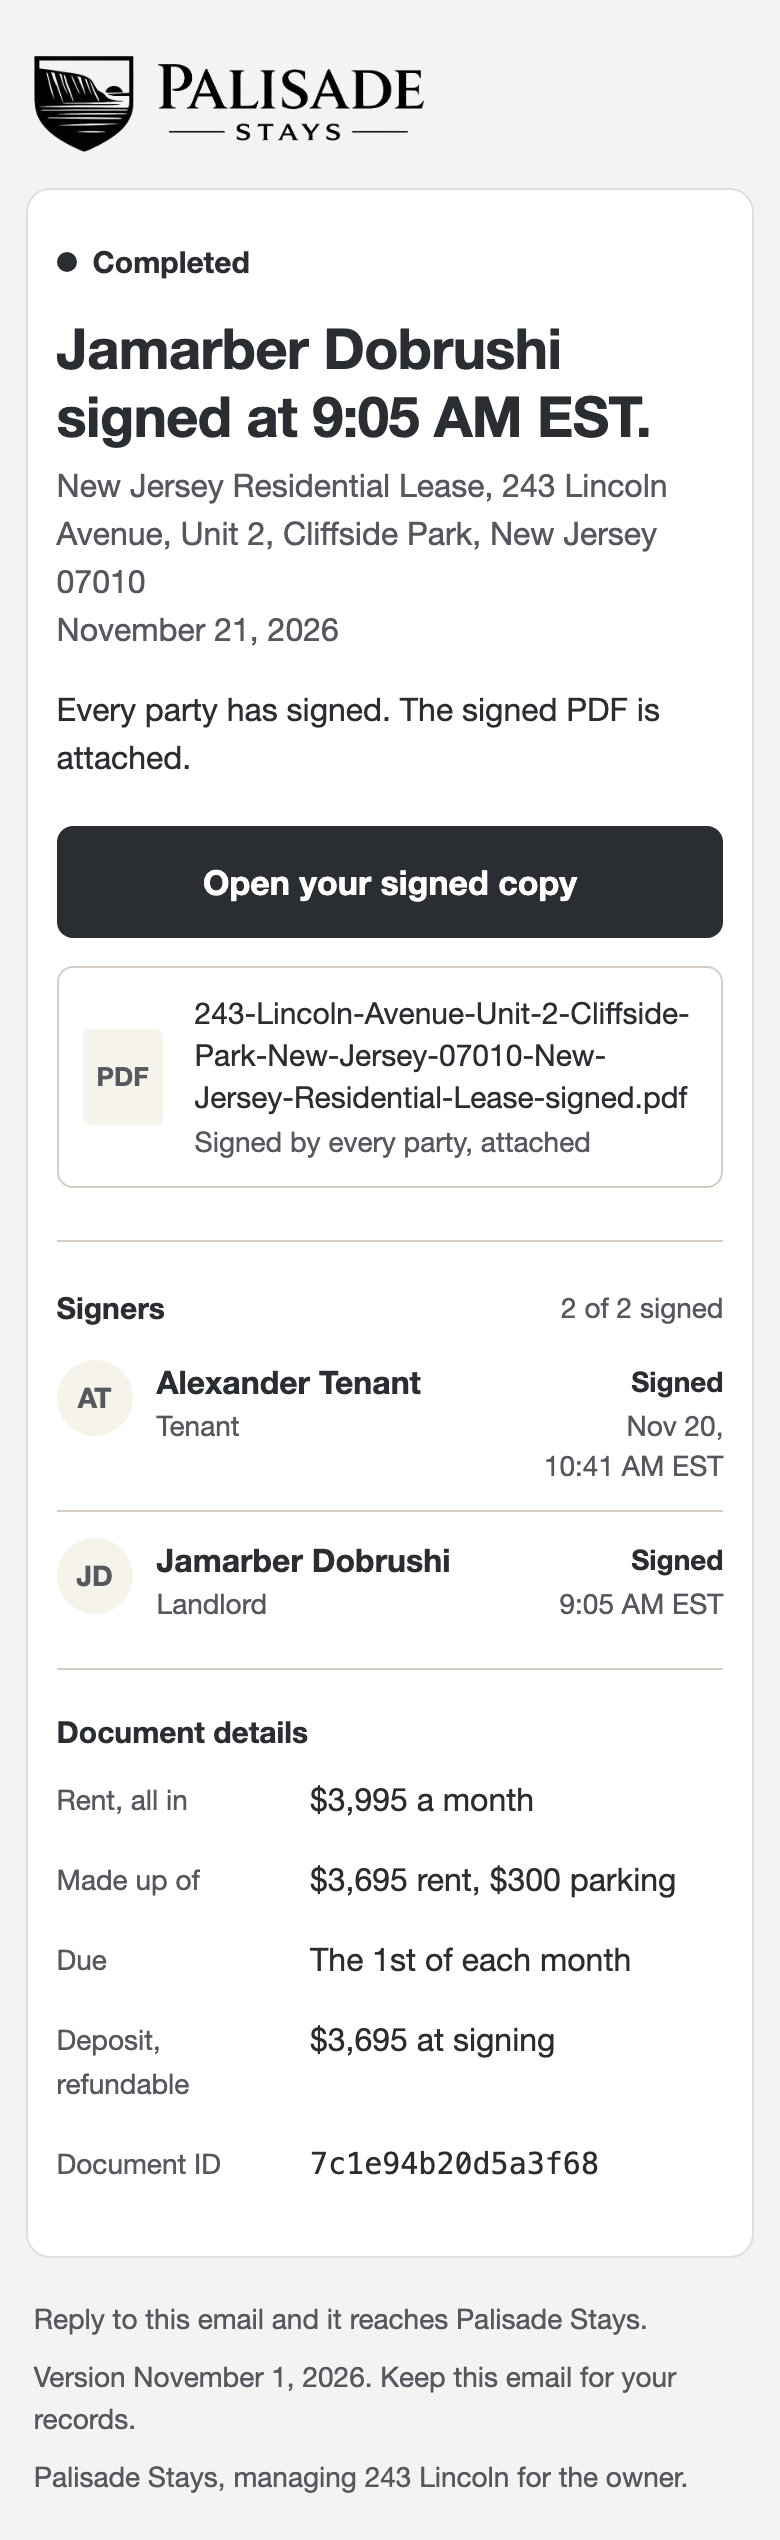 PALISADE
STAYS
Completed
Jamarber Dobrushi
signed at 9:05 AM EST.
New Jersey Residential Lease, 243 Lincoln
Avenue, Unit 2, Cliffside Park, New Jersey
07010
November 21, 2026
Every party has signed. The signed PDF is
attached.
Open your signed copy
PDF
243-Lincoln-Avenue-Unit-2-Cliffside-
Park-New-Jersey-07010-New-
Jersey-Residential-Lease-signed.pdf
Signed by every party, attached
Signers 2 of 2 signed
AT Alexander Tenant Signed
Tenant Nov 20,
10:41 AM EST
JD Jamarber Dobrushi Signed
Landlord 9:05 AM EST
Document details
Rent, all in $3,995 a month
Made up of $3,695 rent, $300 parking
Due The 1st of each month
Deposit, $3,695 at signing
refundable
Document ID 7c1e94b20d5a3f68
Reply to this email and it reaches Palisade Stays.
Version November 1, 2026. Keep this email for your
records.
Palisade Stays, managing 243 Lincoln for the owner.